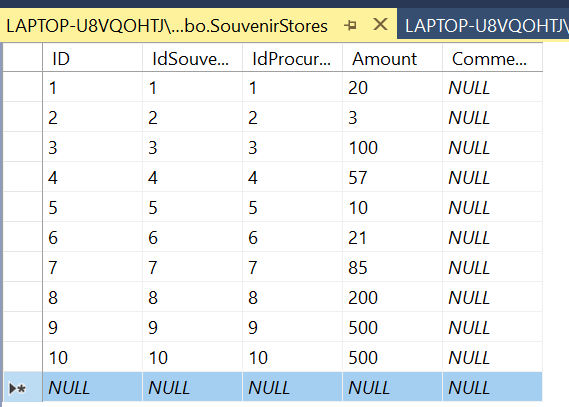 LAPTOP-U8VQOHTJ\...bo.SouvenirStores LAPTOP-U8VQOHTJ\
ID IdSouve... IdProcur... Amount Comme...
1 1 1 20 NULL
2 2 2 3 NULL
3 3 3 100 NULL
4 4 4 57 NULL
5 5 5 10 NULL
6 6 6 21 NULL
7 7 7 85 NULL
8 8 8 200 NULL
9 9 9 500 NULL
10 10 10 500 NULL
NULL NULL NULL NULL NULL